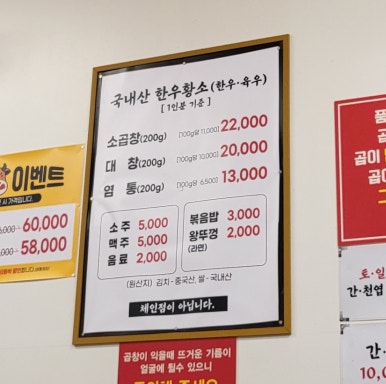 국내산 한우황소(한우·육우)
[1인분 기준]
소곱창(200g) [100g당 11,000] 22,000
대 창(200g) [100g당 10,000] 20,000
염 통(200g) [100g당 6,500] 13,000
소주 5,000
맥주 5,000
음료 2,000
볶음밥 3,000
왕뚜껑 2,000
(라면)
(원산지) 김치-중국산, 쌀-국내산
체인점이 아닙니다.
이벤트
60,000
58,000
곱창이 익을때 뜨거운 기름이
얼굴에 튈수 있으니
품
곱
곱이
곱이
토·일
간·천엽
간·
10,0